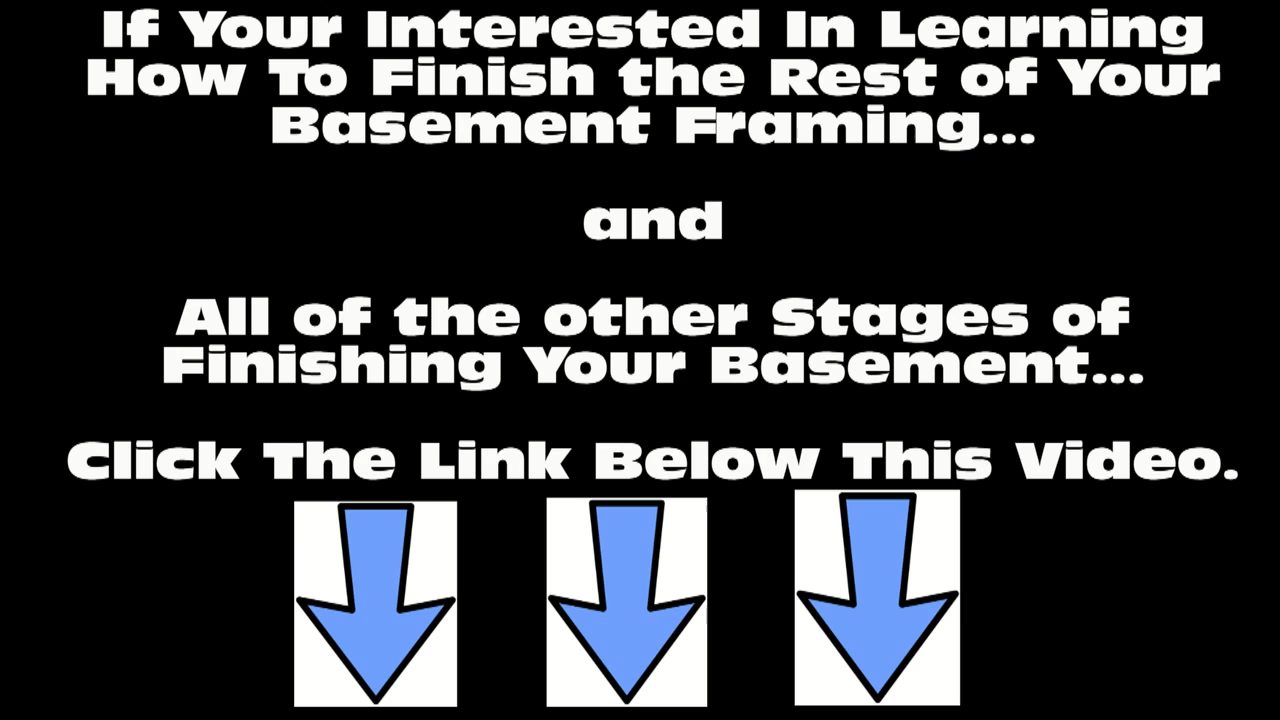 If Your Interested In Learning
How To Finish the Rest of Your
Basement Framing...
and
All of the other Stages of
Finishing Your Basement...
Click The Link Below This Video.